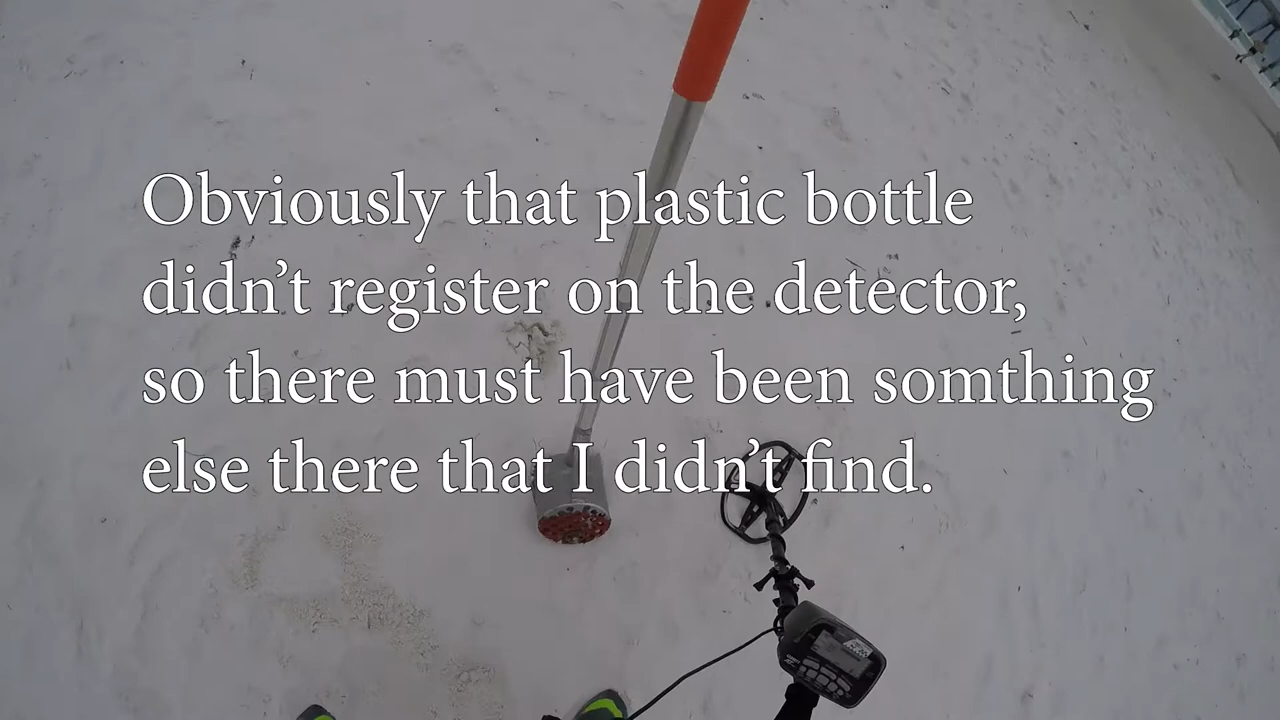 Obviously that plastic bottle
didn’t register on the detector,
so there must have been somthing
else there that I didn’t find.